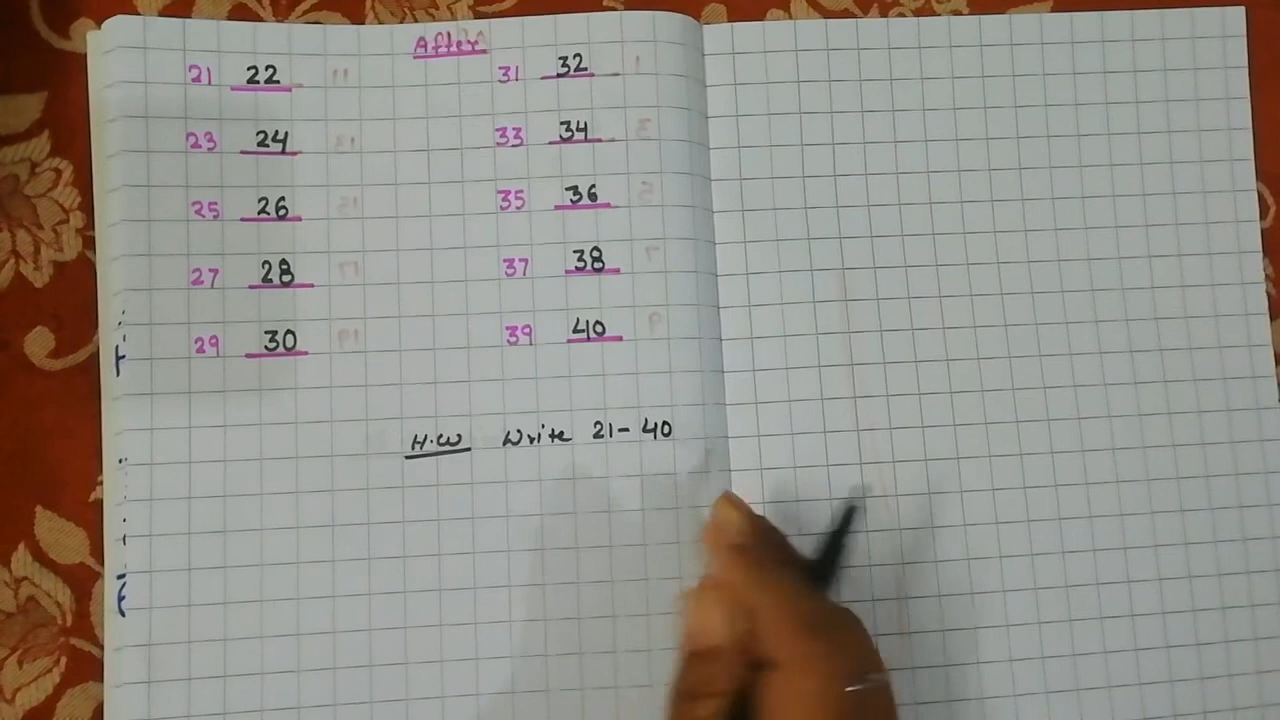 After
21 22 31 32
23 24 33 34
25 26 35 36
27 28 37 38
29 30 39 40
H.W Write 21-40